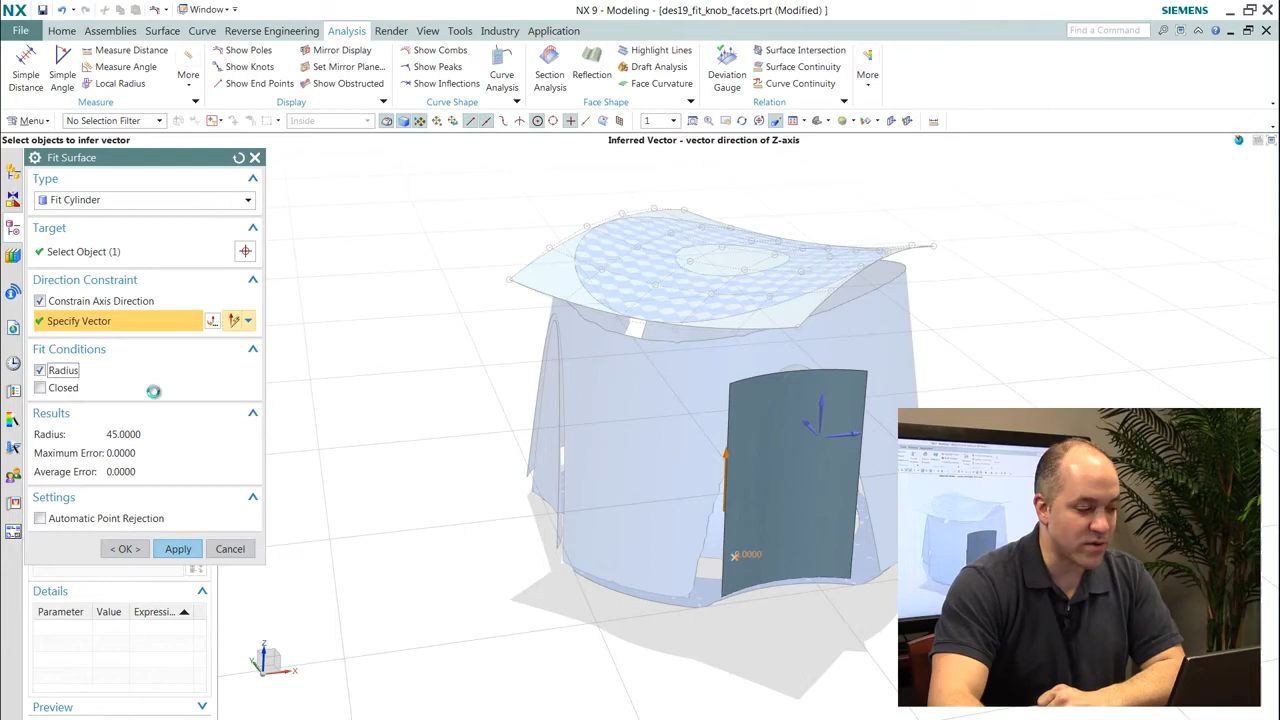 NX Window NX 9 - Modeling - [des19_fit_knob_facets.prt (Modified) ] SIEMENS
File Home Assemblies Surface Curve Reverse Engineering Analysis Render View Tools Industry Application Find a Command
Simple Distance
Simple Angle
Measure Distance
Measure Angle
Local Radius
More
Measure
Show Poles
Show Knots
Show End Points
Mirror Display
Set Mirror Plane...
Show Obstructed
Display
Show Combs
Show Peaks
Show Inflections
Curve Analysis
Curve Shape
Section Analysis
Reflection
Highlight Lines
Draft Analysis
Face Curvature
Face Shape
Deviation Gauge
Surface Intersection
Surface Continuity
Curve Continuity
Relation
More
Menu No Selection Filter Inside 1
Select objects to infer vector Inferred Vector - vector direction of Z-axis
Fit Surface
Type
Fit Cylinder
Target
Select Object (1)
Direction Constraint
Constrain Axis Direction
Specify Vector
Fit Conditions
Radius
Closed
Results
Radius: 45.0000
Maximum Error: 0.0000
Average Error: 0.0000
Settings
Automatic Point Rejection
< OK > Apply Cancel
Details
Parameter Value Expressi...
Preview
Z
Y
X